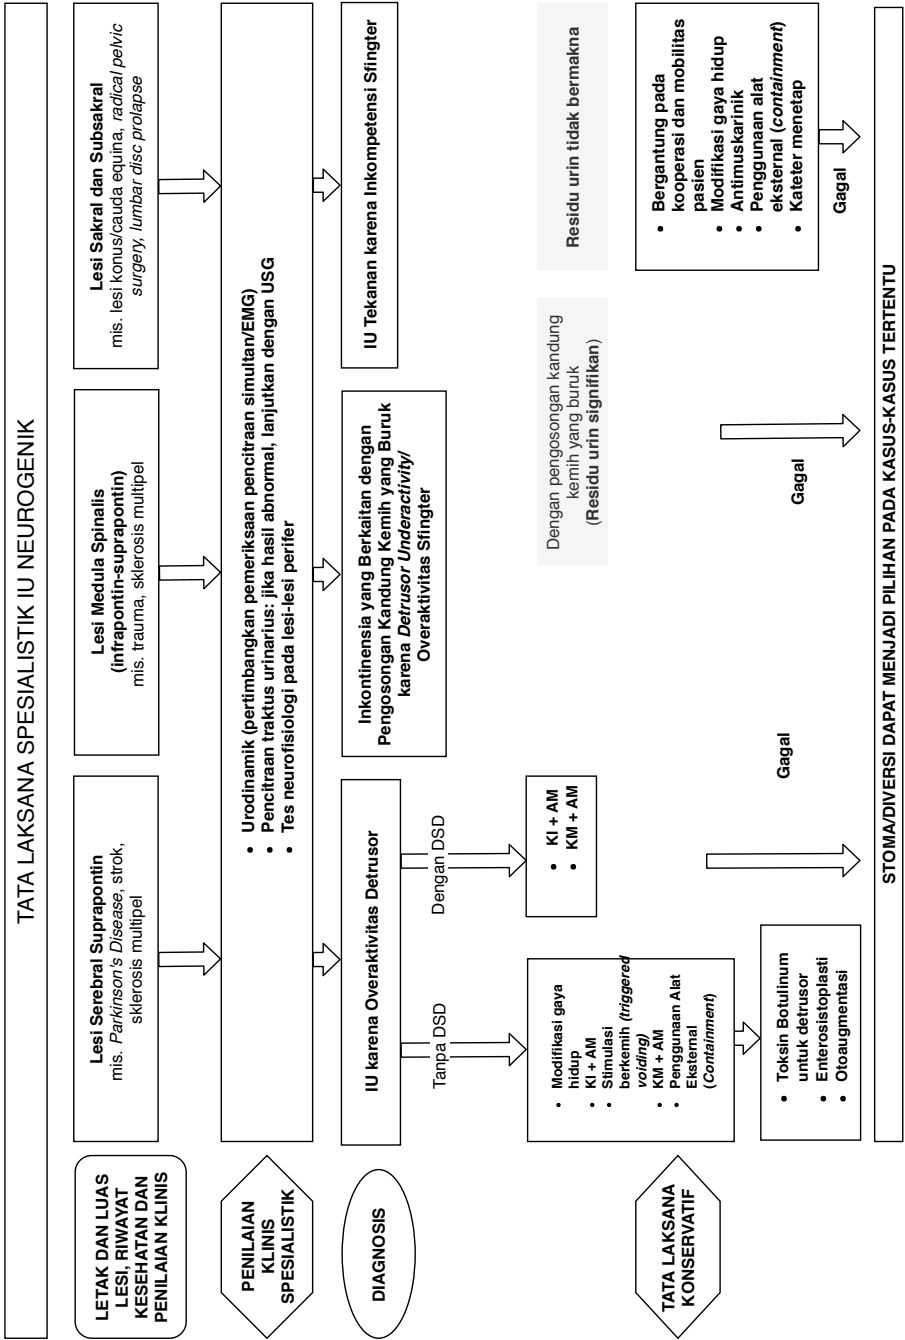 TATA LAKSANA SPESIALISTIK IU NEUROGENIK
LETAK DAN LUAS
LESI, RIWAYAT
KESEHATAN DAN
PENILAIAN KLINIS
Lesi Serebral Suprapontin
mis. Parkinson's Disease, strok,
sklerosis multipel
Lesi Medula Spinalis
(infrapontin-suprapontin)
mis. trauma, sklerosis multipel
Lesi Sakral dan Subsakral
mis. lesi konus/cauda equina, radical pelvic
surgery, lumbar disc prolapse
PENILAIAN
KLINIS
SPESIALISTIK
• Urodinamik (pertimbangkan pemeriksaan pencitraan simultan/EMG)
• Pencitraan traktus urinarius: jika hasil abnormal, lanjutkan dengan USG
• Tes neurofisiologi pada lesi-lesi perifer
DIAGNOSIS
IU karena Overaktivitas Detrusor
Inkontinensia yang Berkaitan dengan
Pengosongan Kandung Kemih yang Buruk
karena Detrusor Underactivity/
Overaktivitas Sfingter
IU Tekanan karena Inkompetensi Sfingter
Tanpa DSD
Dengan DSD
Dengan pengosongan kandung
kemih yang buruk
(Residu urin signifikan)
Residu urin tidak bermakna
TATA LAKSANA
KONSERVATIF
• Modifikasi gaya
hidup
• KI + AM
• Stimulasi
berkemih (triggered
voiding)
• KM + AM
• Penggunaan Alat
Eksternal
(Containment)
• KI + AM
• KM + AM
• Bergantung pada
kooperasi dan mobilitas
pasien
• Modifikasi gaya hidup
• Antimuskarinik
• Penggunaan alat
eksternal (containment)
• Kateter menetap
• Toksin Botulinum
untuk detrusor
• Enterosistoplasti
• Otoaugmentasi
Gagal
Gagal
Gagal
STOMA/DIVERSI DAPAT MENJADI PILIHAN PADA KASUS-KASUS TERTENTU